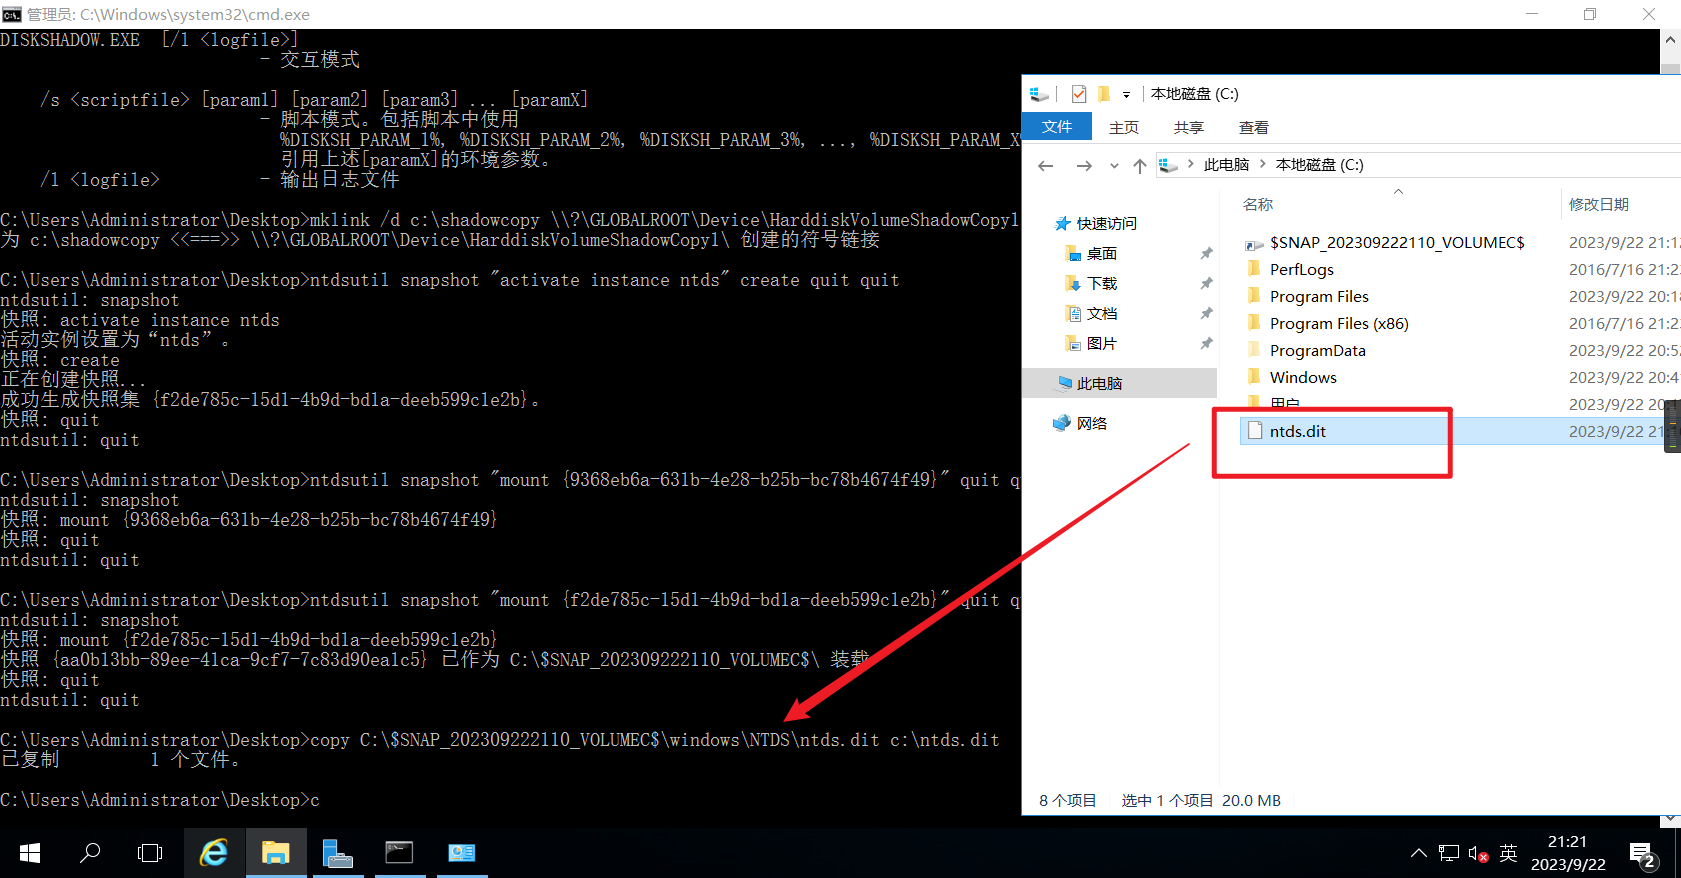 管理员: C:\Windows\system32\cmd.exe
DISKSHADOW.EXE [/l <logfile>]
- 交互模式
/s <scriptfile> [param1] [param2] [param3] ... [paramX]
- 脚本模式。包括脚本中使用
%DISKSH_PARAM_1%, %DISKSH_PARAM_2%, %DISKSH_PARAM_3%, ..., %DISKSH_PARAM_X%
引用上述[paramX]的环境参数。
/l <logfile> - 输出日志文件
C:\Users\Administrator\Desktop>mklink /d c:\shadowcopy \\?\GLOBALROOT\Device\HarddiskVolumeShadowCopy1
为 c:\shadowcopy <<===>> \\?\GLOBALROOT\Device\HarddiskVolumeShadowCopy1\ 创建的符号链接
C:\Users\Administrator\Desktop>ntdsutil snapshot "activate instance ntds" create quit quit
ntdsutil: snapshot
快照: activate instance ntds
活动实例设置为“ntds”。
快照: create
正在创建快照...
成功生成快照集 {f2de785c-15d1-4b9d-bd1a-deeb599c1e2b}。
快照: quit
ntdsutil: quit
C:\Users\Administrator\Desktop>ntdsutil snapshot "mount {9368eb6a-631b-4e28-b25b-bc78b4674f49}" quit q
ntdsutil: snapshot
快照: mount {9368eb6a-631b-4e28-b25b-bc78b4674f49}
快照: quit
ntdsutil: quit
C:\Users\Administrator\Desktop>ntdsutil snapshot "mount {f2de785c-15d1-4b9d-bd1a-deeb599c1e2b}" quit q
ntdsutil: snapshot
快照: mount {f2de785c-15d1-4b9d-bd1a-deeb599c1e2b}
快照 {aa0b13bb-89ee-41ca-9cf7-7c83d90ea1c5} 已作为 C:\$SNAP_202309222110_VOLUMEC$\ 装载
快照: quit
ntdsutil: quit
C:\Users\Administrator\Desktop>copy C:\$SNAP_202309222110_VOLUMEC$\windows\NTDS\ntds.dit c:\ntds.dit
已复制 1 个文件。
C:\Users\Administrator\Desktop>c
本地磁盘 (C:)
文件 主页 共享 查看
此电脑 本地磁盘 (C:)
快速访问
桌面
下载
文档
图片
此电脑
网络
名称 修改日期
$SNAP_202309222110_VOLUMEC$ 2023/9/22 21:1
PerfLogs 2016/7/16 21:2
Program Files 2023/9/22 20:1
Program Files (x86) 2016/7/16 21:2
ProgramData 2023/9/22 20:5
Windows 2023/9/22 20:4
用户 2023/9/22 20:
ntds.dit 2023/9/22 21:
8 个项目 选中 1 个项目 20.0 MB
英
21:21
2023/9/22
2